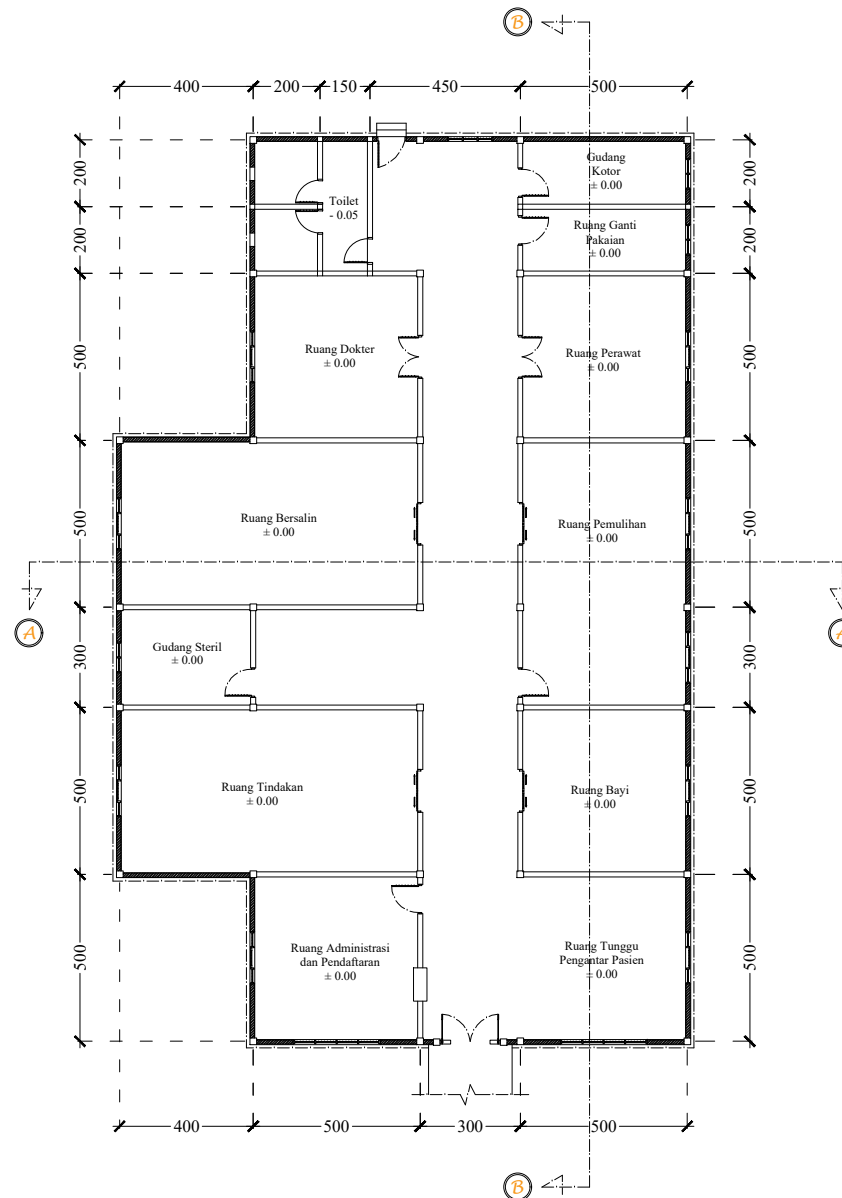 B
400
200
150
450
500
200
200
Gudang
Kotor
± 0.00
Toilet
- 0.05
200
200
Ruang Ganti
Pakaian
± 0.00
500
500
Ruang Dokter
± 0.00
Ruang Perawat
± 0.00
500
500
Ruang Bersalin
± 0.00
Ruang Pemulihan
± 0.00
A
A
300
300
Gudang Steril
± 0.00
500
500
Ruang Tindakan
± 0.00
Ruang Bayi
± 0.00
500
500
Ruang Administrasi
dan Pendaftaran
± 0.00
Ruang Tunggu
Pengantar Pasien
± 0.00
400
500
300
500
B